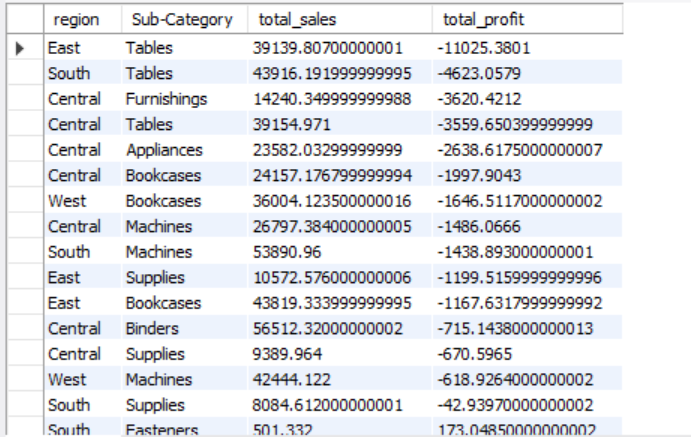 region Sub-Category total_sales total_profit
East Tables 39139.80700000001 -11025.3801
South Tables 43916.191999999995 -4623.0579
Central Furnishings 14240.349999999988 -3620.4212
Central Tables 39154.971 -3559.650399999999
Central Appliances 23582.03299999999 -2638.6175000000007
Central Bookcases 24157.176799999994 -1997.9043
West Bookcases 36004.123500000016 -1646.5117000000002
Central Machines 26797.384000000005 -1486.0666
South Machines 53890.96 -1438.893000000001
East Supplies 10572.576000000006 -1199.5159999999996
East Bookcases 43819.333999999995 -1167.6317999999992
Central Binders 56512.32000000002 -715.1438000000013
Central Supplies 9389.964 -670.5965
West Machines 42444.122 -618.9264000000002
South Supplies 8084.612000000001 -42.93970000000002
South Fasteners 501.332 173.04850000000002